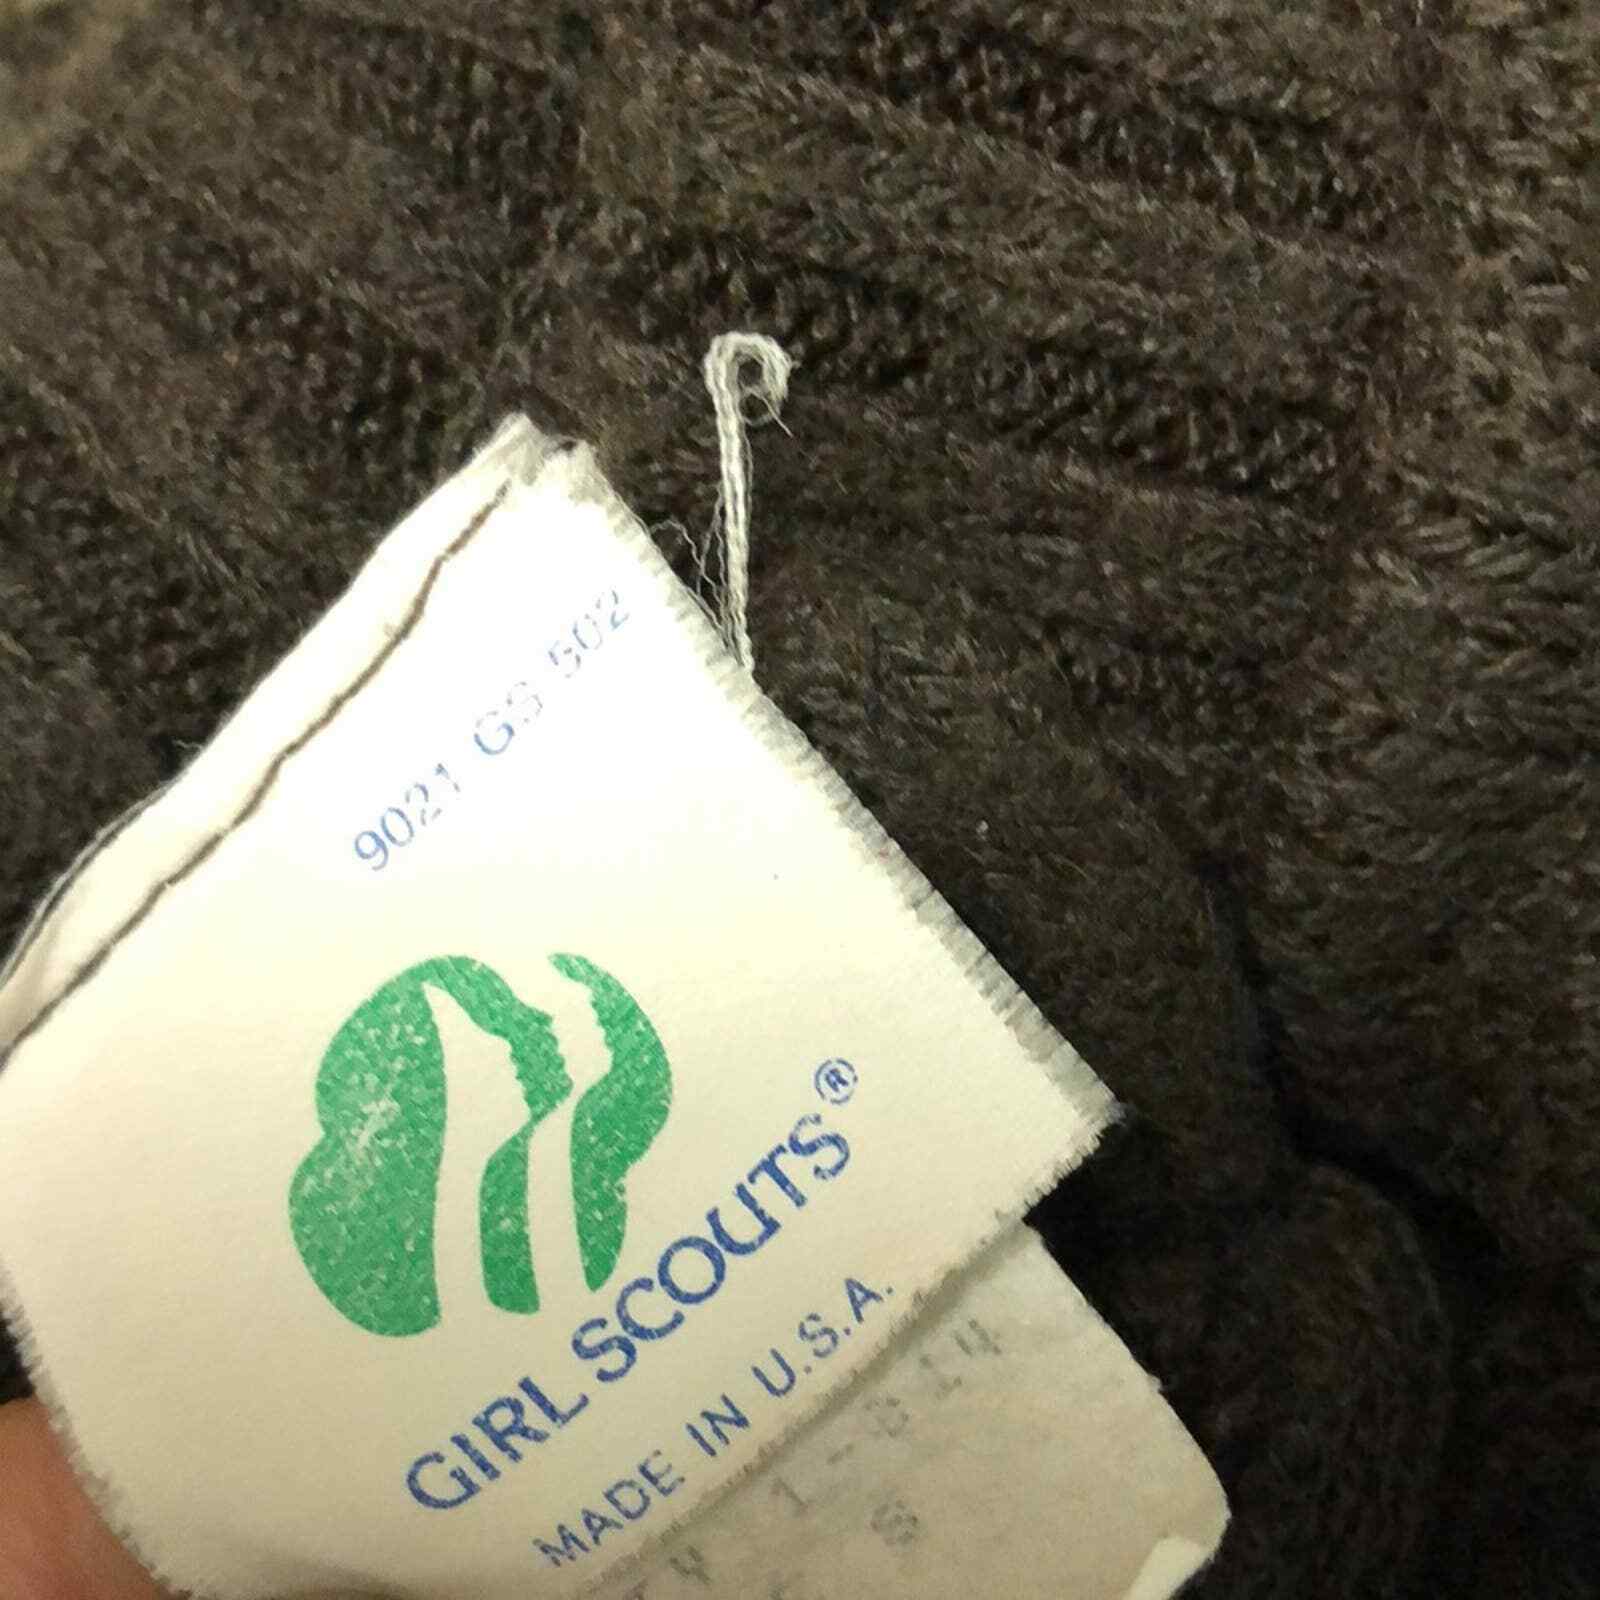 9021 GS 502
GIRL SCOUTS®
MADE IN U.S.A.